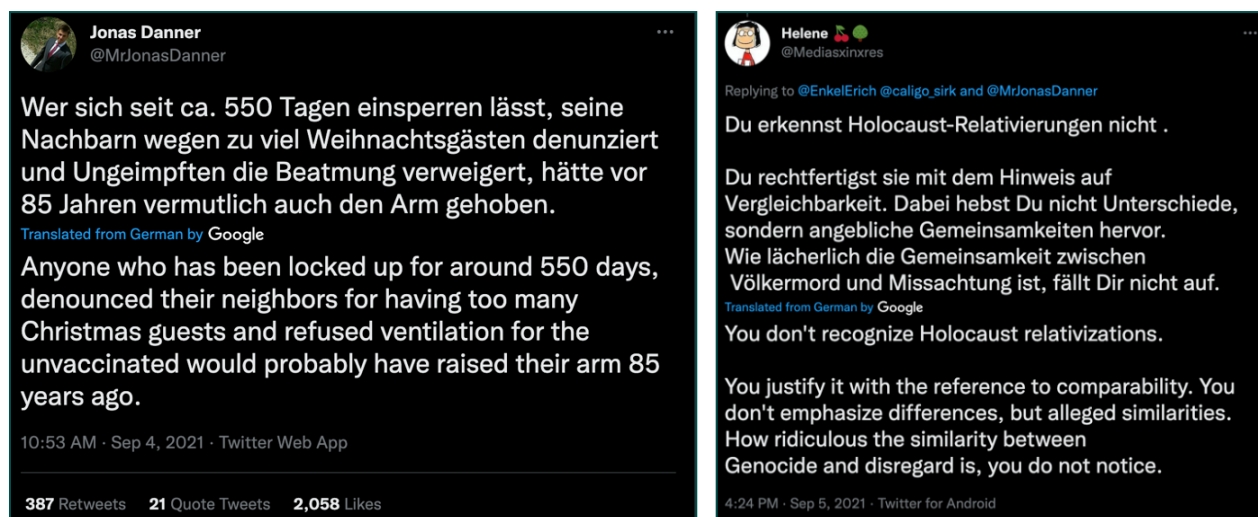 Jonas Danner
@MrJonasDanner
Wer sich seit ca. 550 Tagen einsperren lässt, seine
Nachbarn wegen zu viel Weihnachtsgästen denunziert
und Ungeimpften die Beatmung verweigert, hätte vor
85 Jahren vermutlich auch den Arm gehoben.
Translated from German by Google
Anyone who has been locked up for around 550 days,
denounced their neighbors for having too many
Christmas guests and refused ventilation for the
unvaccinated would probably have raised their arm 85
years ago.
10:53 AM · Sep 4, 2021 · Twitter Web App
387 Retweets 21 Quote Tweets 2,058 Likes
Helene 🍒🌳
@Mediasxinxres
Replying to @EnkelErich @caligo_sirk and @MrJonasDanner
Du erkennst Holocaust-Relativierungen nicht .
Du rechtfertigst sie mit dem Hinweis auf
Vergleichbarkeit. Dabei hebst Du nicht Unterschiede,
sondern angebliche Gemeinsamkeiten hervor.
Wie lächerlich die Gemeinsamkeit zwischen
Völkermord und Missachtung ist, fällt Dir nicht auf.
Translated from German by Google
You don't recognize Holocaust relativizations.
You justify it with the reference to comparability. You
don't emphasize differences, but alleged similarities.
How ridiculous the similarity between
Genocide and disregard is, you do not notice.
4:24 PM · Sep 5, 2021 · Twitter for Android